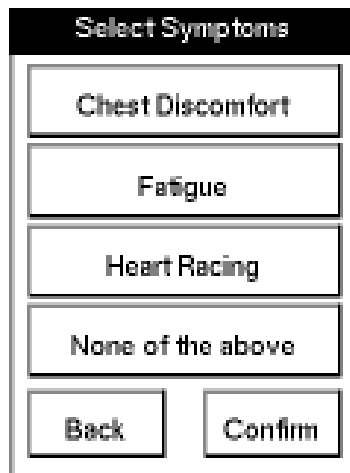 Select Symptoms
Chest Discomfort
Fatigue
Heart Racing
None of the above
Back Confirm